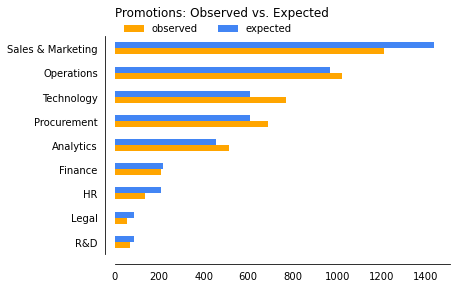 Promotions: Observed vs. Expected
observed expected
Sales & Marketing
Operations
Technology
Procurement
Analytics
Finance
HR
Legal
R&D
0 200 400 600 800 1000 1200 1400